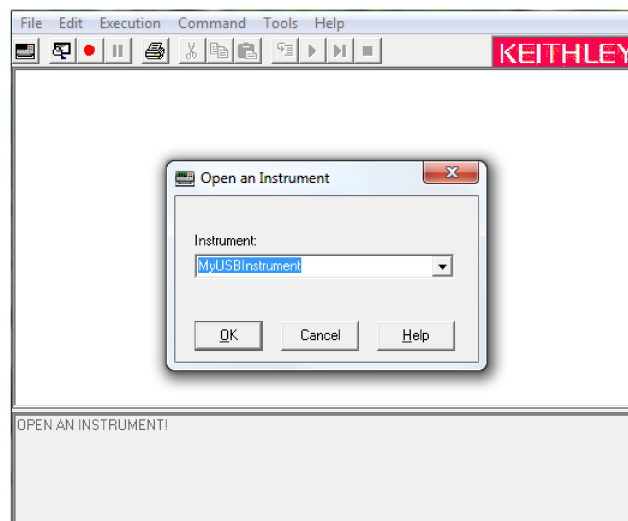 File Edit Execution Command Tools Help
KEITHLEY
Open an Instrument
Instrument:
MyUSBInstrument
OK Cancel Help
OPEN AN INSTRUMENT!